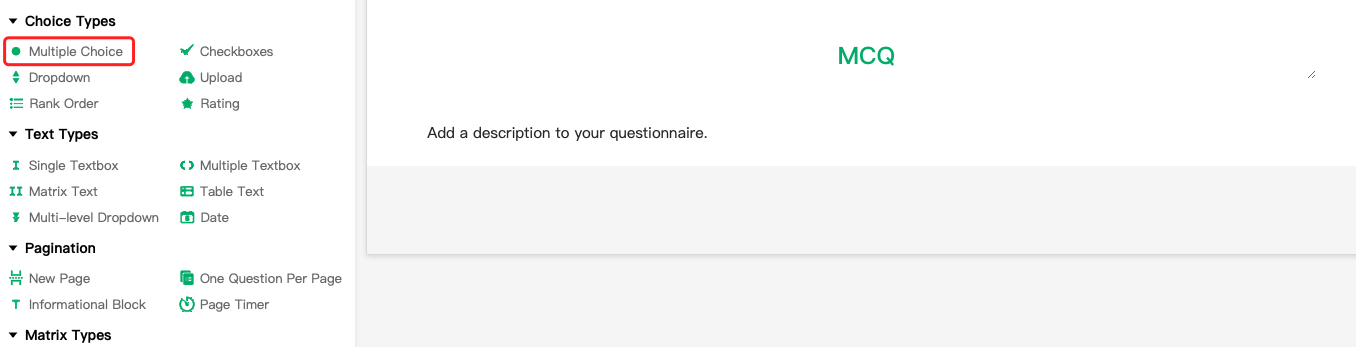 Choice Types
Multiple Choice
Checkboxes
Dropdown
Upload
Rank Order
Rating
Text Types
Single Textbox
Multiple Textbox
Matrix Text
Table Text
Multi-level Dropdown
Date
Pagination
New Page
One Question Per Page
Informational Block
Page Timer
Matrix Types
MCQ
Add a description to your questionnaire.